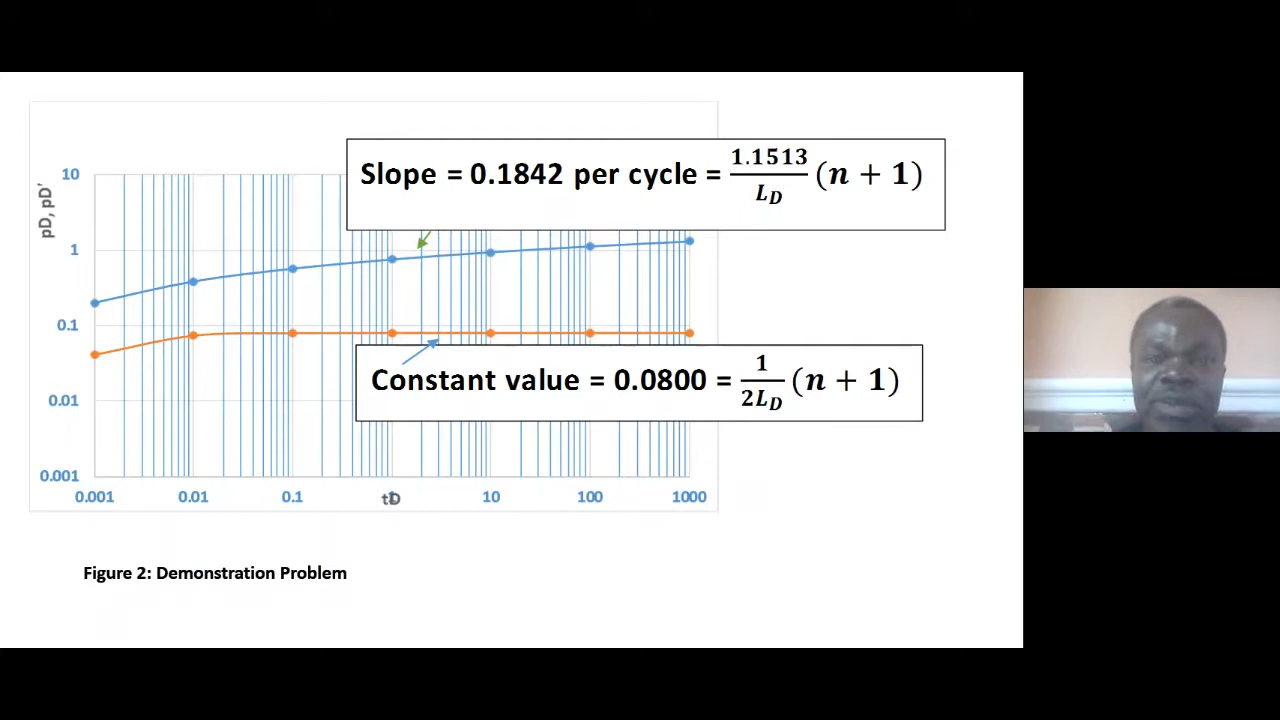 Slope = 0.1842 per cycle = 1.1513/L_D (n + 1)
10
1
0.1
0.01
0.001
pD, pD'
Constant value = 0.0800 = 1/2L_D (n + 1)
0.001 0.01 0.1 1 10 100 1000
tD
Figure 2: Demonstration Problem